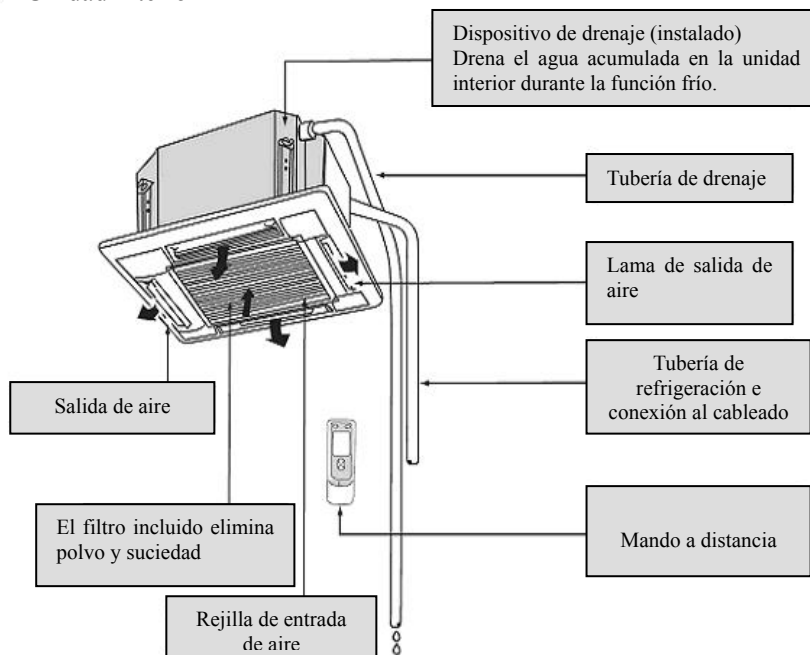 Dispositivo de drenaje (instalado)
Drena el agua acumulada en la unidad
interior durante la función frío.
Tubería de drenaje
Lama de salida de
aire
Tubería de
refrigeración e
conexión al cableado
Salida de aire
El filtro incluido elimina
polvo y suciedad
Mando a distancia
Rejilla de entrada
de aire